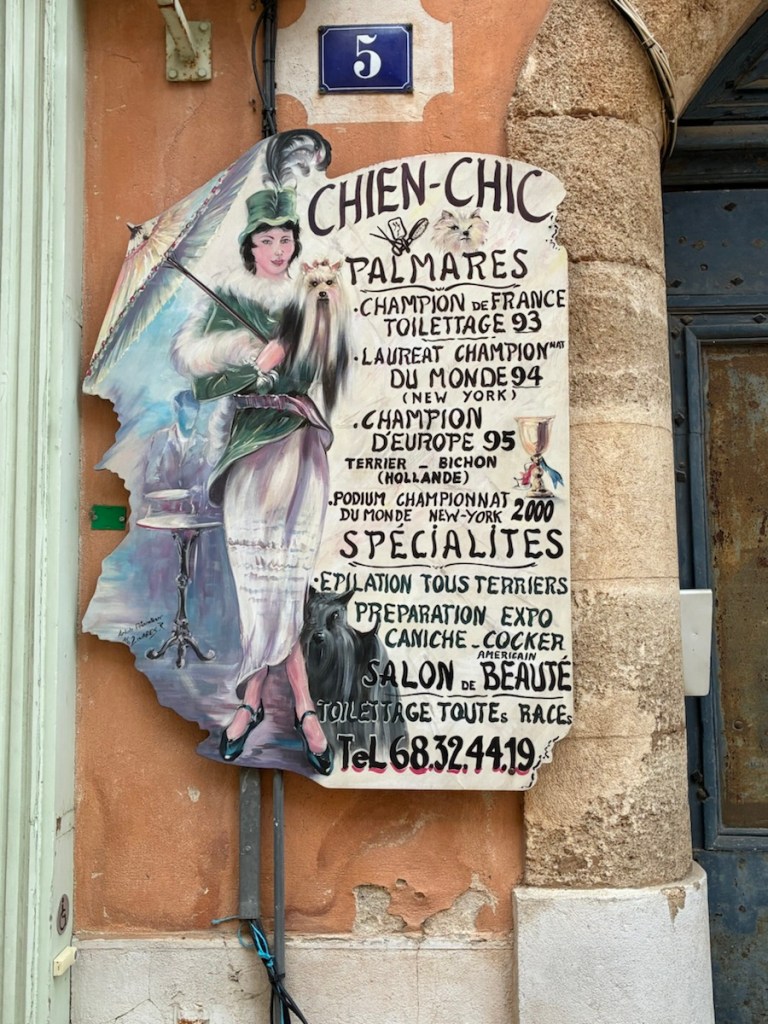 5
CHIEN-CHIC
PALMARES
·CHAMPION DE FRANCE
TOILETTAGE 93
·LAUREAT CHAMPIONNAT
DU MONDE 94
(NEW YORK)
·CHAMPION
D'EUROPE 95
TERRIER - BICHON
(HOLLANDE)
·PODIUM CHAMPIONNAT
DU MONDE NEW-YORK 2000
SPÉCIALITES
·EPILATION TOUS TERRIERS
PREPARATION EXPO
CANICHE - COCKER
AMERICAIN
SALON DE BEAUTÉ
TOILETTAGE TOUTES RACES
TEL 68.32.44.19